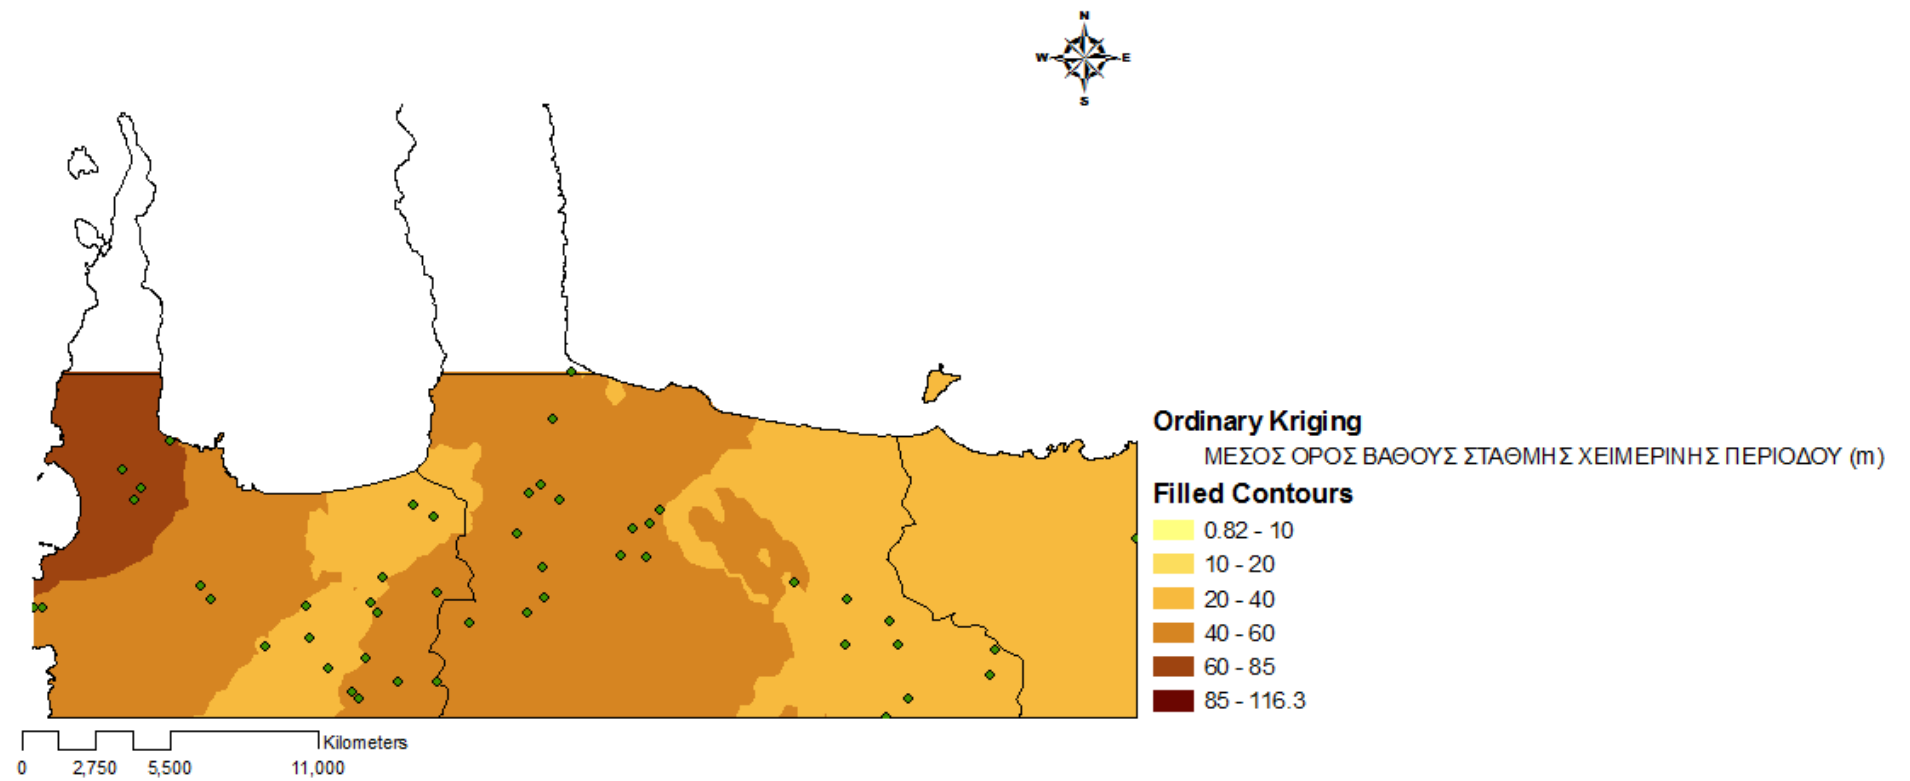 N
W E
S
Ordinary Kriging
ΜΕΣΟΣ ΟΡΟΣ ΒΑΘΟΥΣ ΣΤΑΘΜΗΣ ΧΕΙΜΕΡΙΝΗΣ ΠΕΡΙΟΔΟΥ (m)
Filled Contours
0.82 - 10
10 - 20
20 - 40
40 - 60
60 - 85
85 - 116.3
Kilometers
0 2,750 5,500 11,000